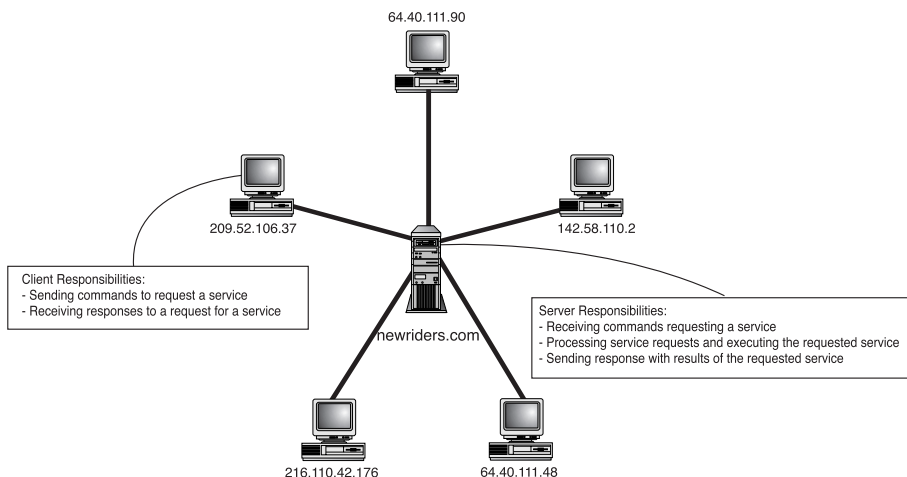 64.40.111.90
209.52.106.37
142.58.110.2
Client Responsibilities:
- Sending commands to request a service
- Receiving responses to a request for a service
newriders.com
Server Responsibilities:
- Receiving commands requesting a service
- Processing service requests and executing the requested service
- Sending response with results of the requested service
216.110.42.176
64.40.111.48